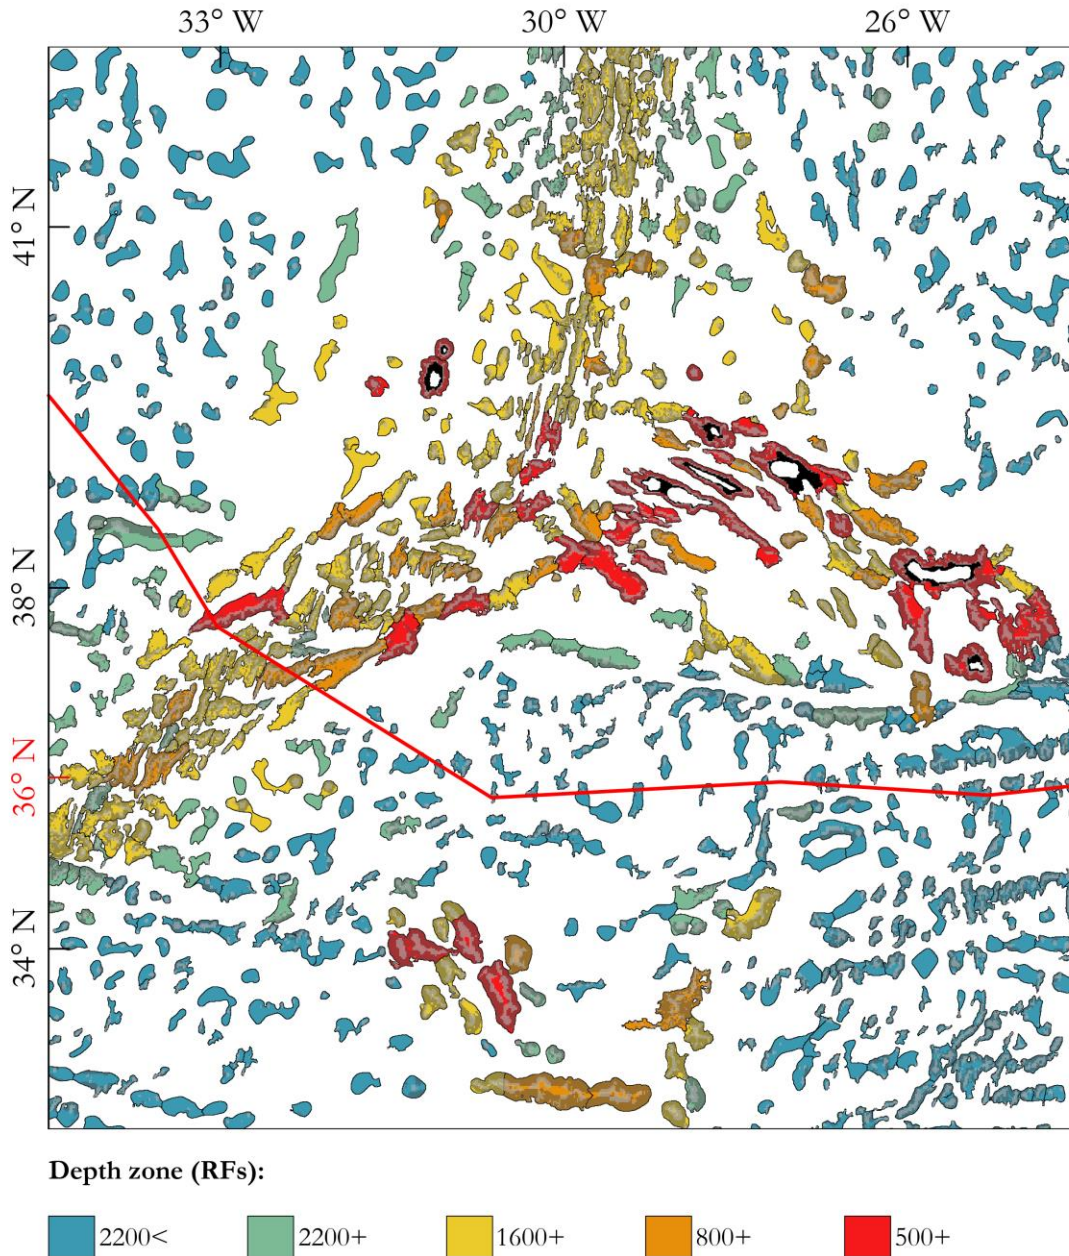 33° W 30° W 26° W
41° N
38° N
36° N
34° N
Depth zone (RFs):
2200< 2200+ 1600+ 800+ 500+